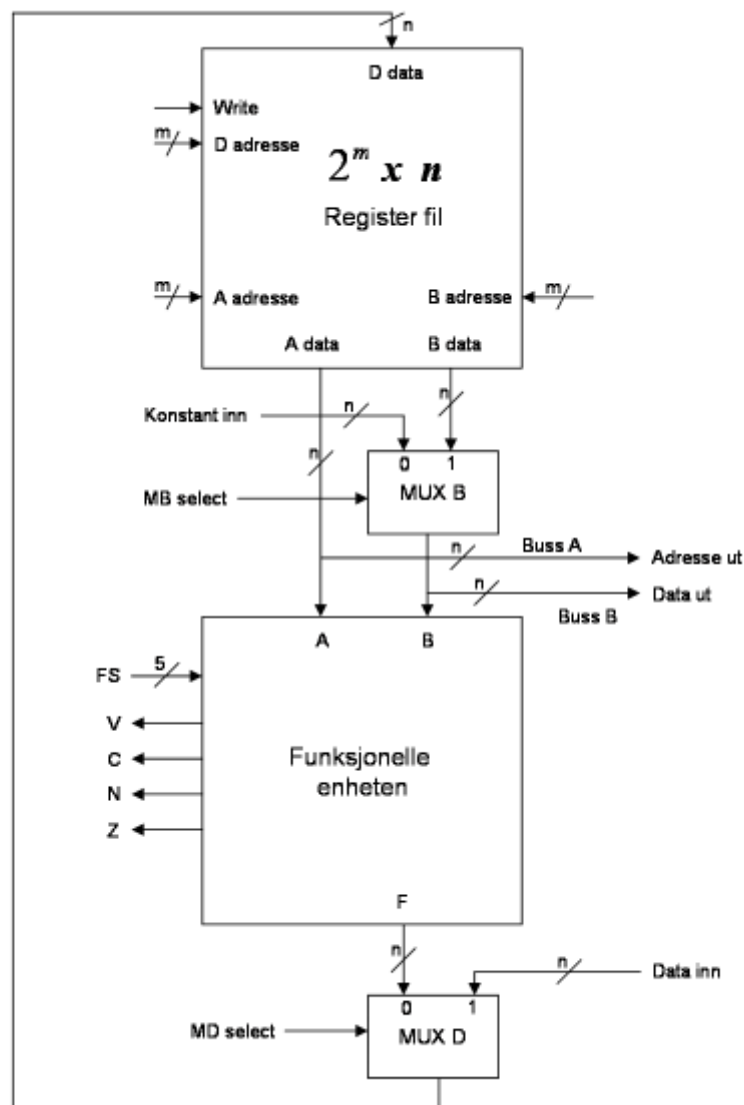 n
D data
Write
m
D adresse
2^m x n
Register fil
m
A adresse
B adresse
m
A data
B data
Konstant inn
n
n
n
0 1
MUX B
MB select
n
Buss A
Adresse ut
n
Data ut
Buss B
A
B
FS
5
V
C
N
Z
Funksjonelle
enheten
F
n
n
Data inn
0 1
MUX D
MD select